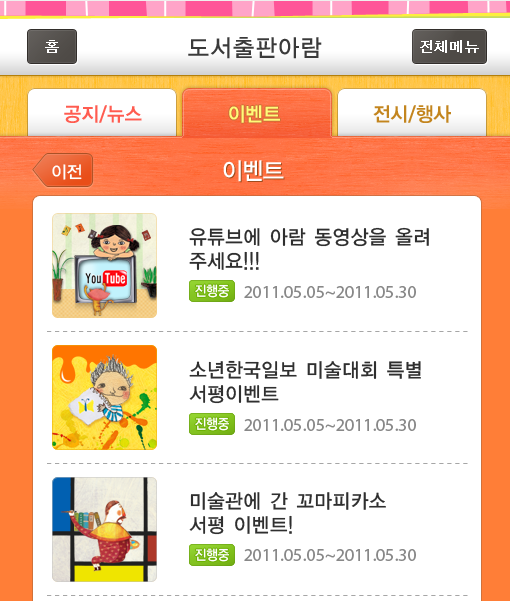 홈
도서출판아람
전체메뉴
공지/뉴스
이벤트
전시/행사
이전
이벤트
YouTube
유튜브에 아람 동영상을 올려
주세요!!!
진행중 2011.05.05~2011.05.30
소년한국일보 미술대회 특별
서평이벤트
진행중 2011.05.05~2011.05.30
미술관에 간 꼬마피카소
서평 이벤트!
진행중 2011.05.05~2011.05.30